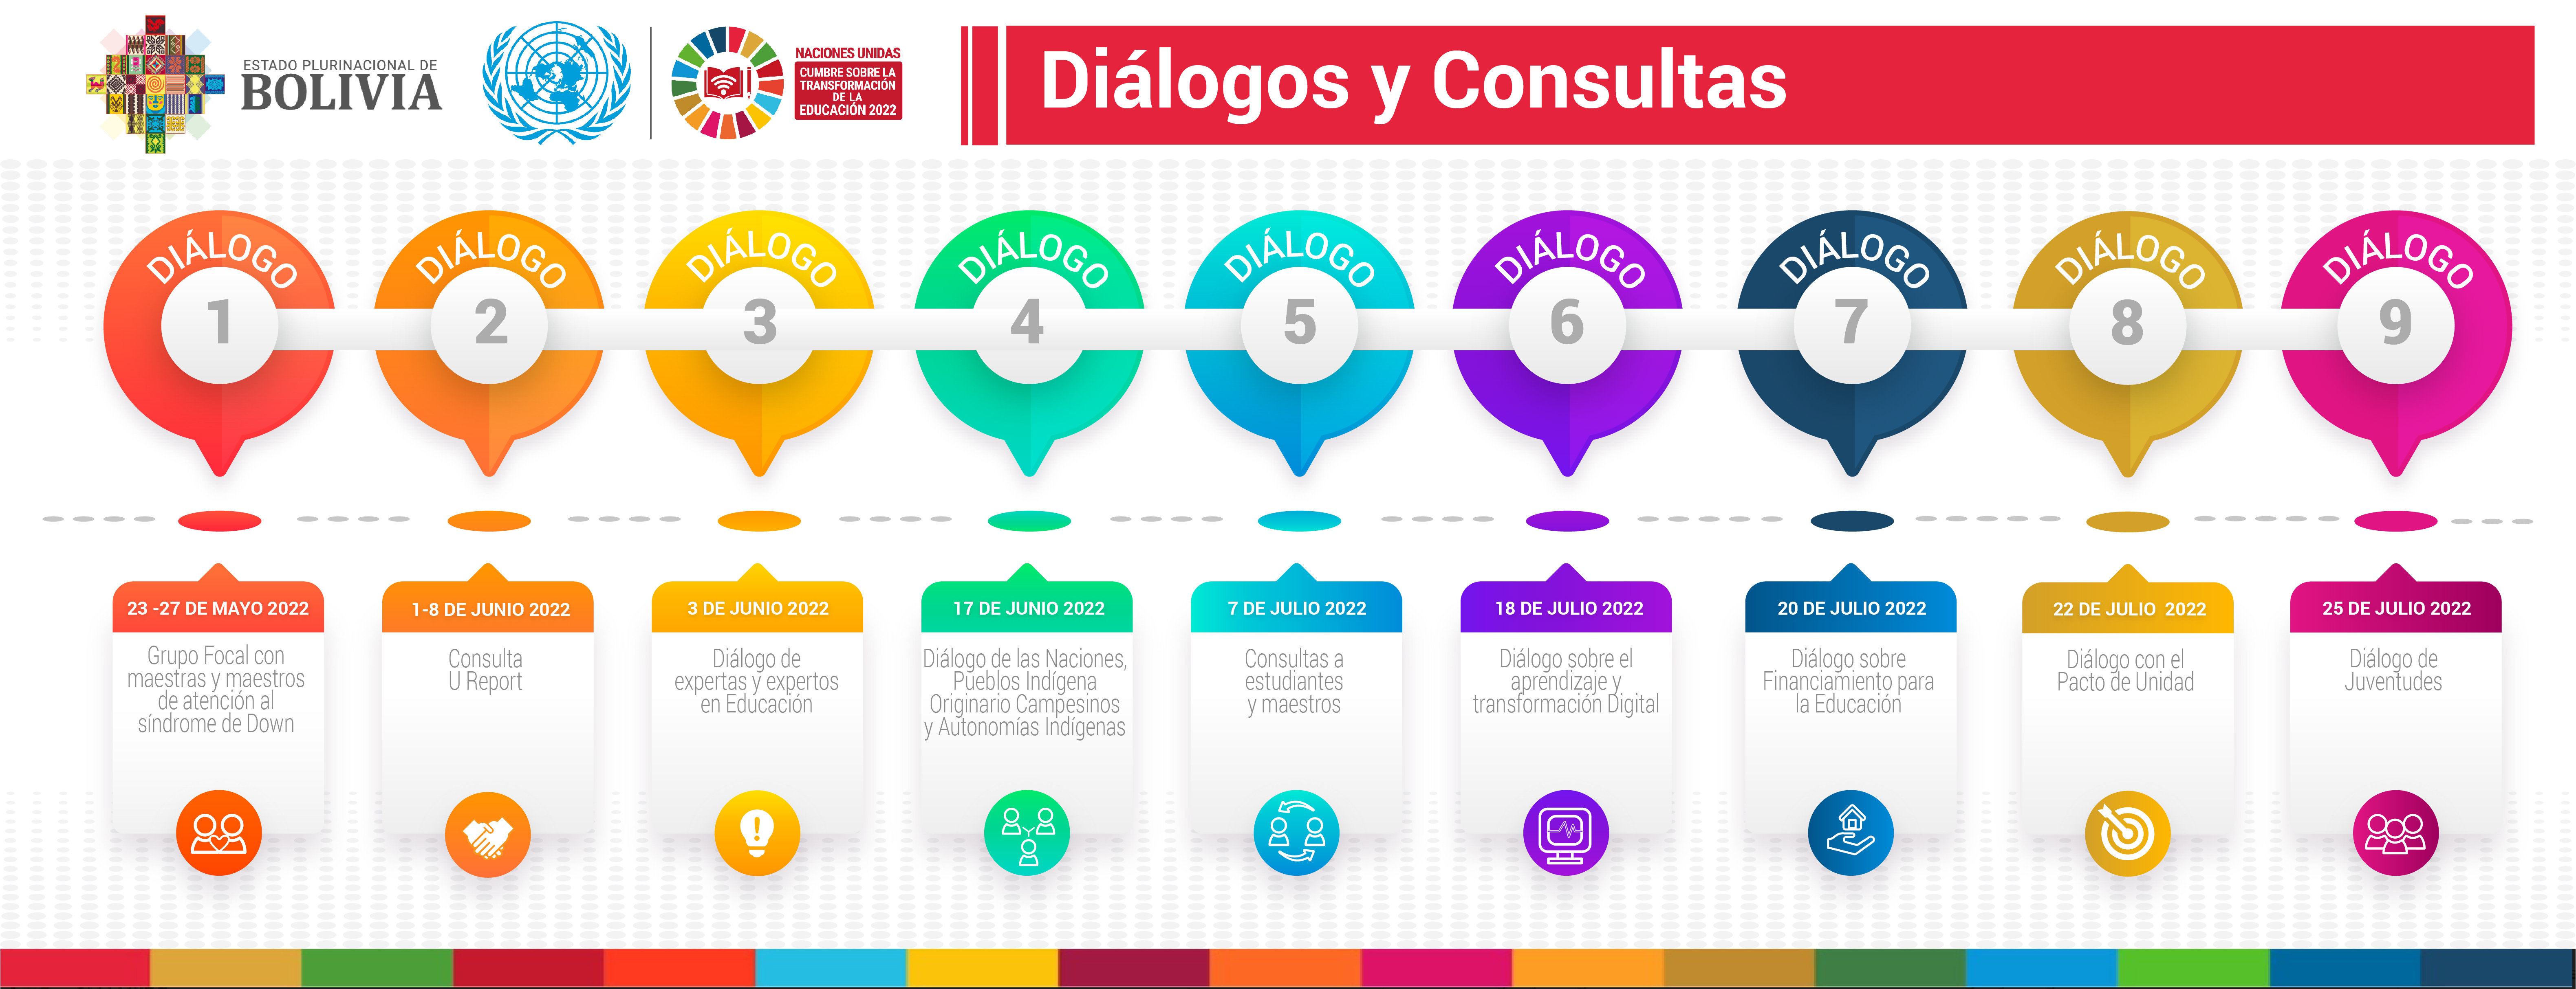 ESTADO PLURINACIONAL DE
BOLIVIA
NACIONES UNIDAS
CUMBRE SOBRE LA
TRANSFORMACIÓN
DE LA
EDUCACIÓN 2022
Diálogos y Consultas
DIÁLOGO
1
DIÁLOGO
2
DIÁLOGO
3
DIÁLOGO
4
DIÁLOGO
5
DIÁLOGO
6
DIÁLOGO
7
DIÁLOGO
8
DIÁLOGO
9
23 -27 DE MAYO 2022
Grupo Focal con
maestras y maestros
de atención al
síndrome de Down
1-8 DE JUNIO 2022
Consulta
U Report
3 DE JUNIO 2022
Diálogo de
expertas y expertos
en Educación
17 DE JUNIO 2022
Diálogo de las Naciones,
Pueblos Indígena
Originario Campesinos
y Autonomías Indígenas
7 DE JULIO 2022
Consultas a
estudiantes
y maestros
18 DE JULIO 2022
Diálogo sobre el
aprendizaje y
transformación Digital
20 DE JULIO 2022
Diálogo sobre
Financiamiento para
la Educación
22 DE JULIO 2022
Diálogo con el
Pacto de Unidad
25 DE JULIO 2022
Diálogo de
Juventudes